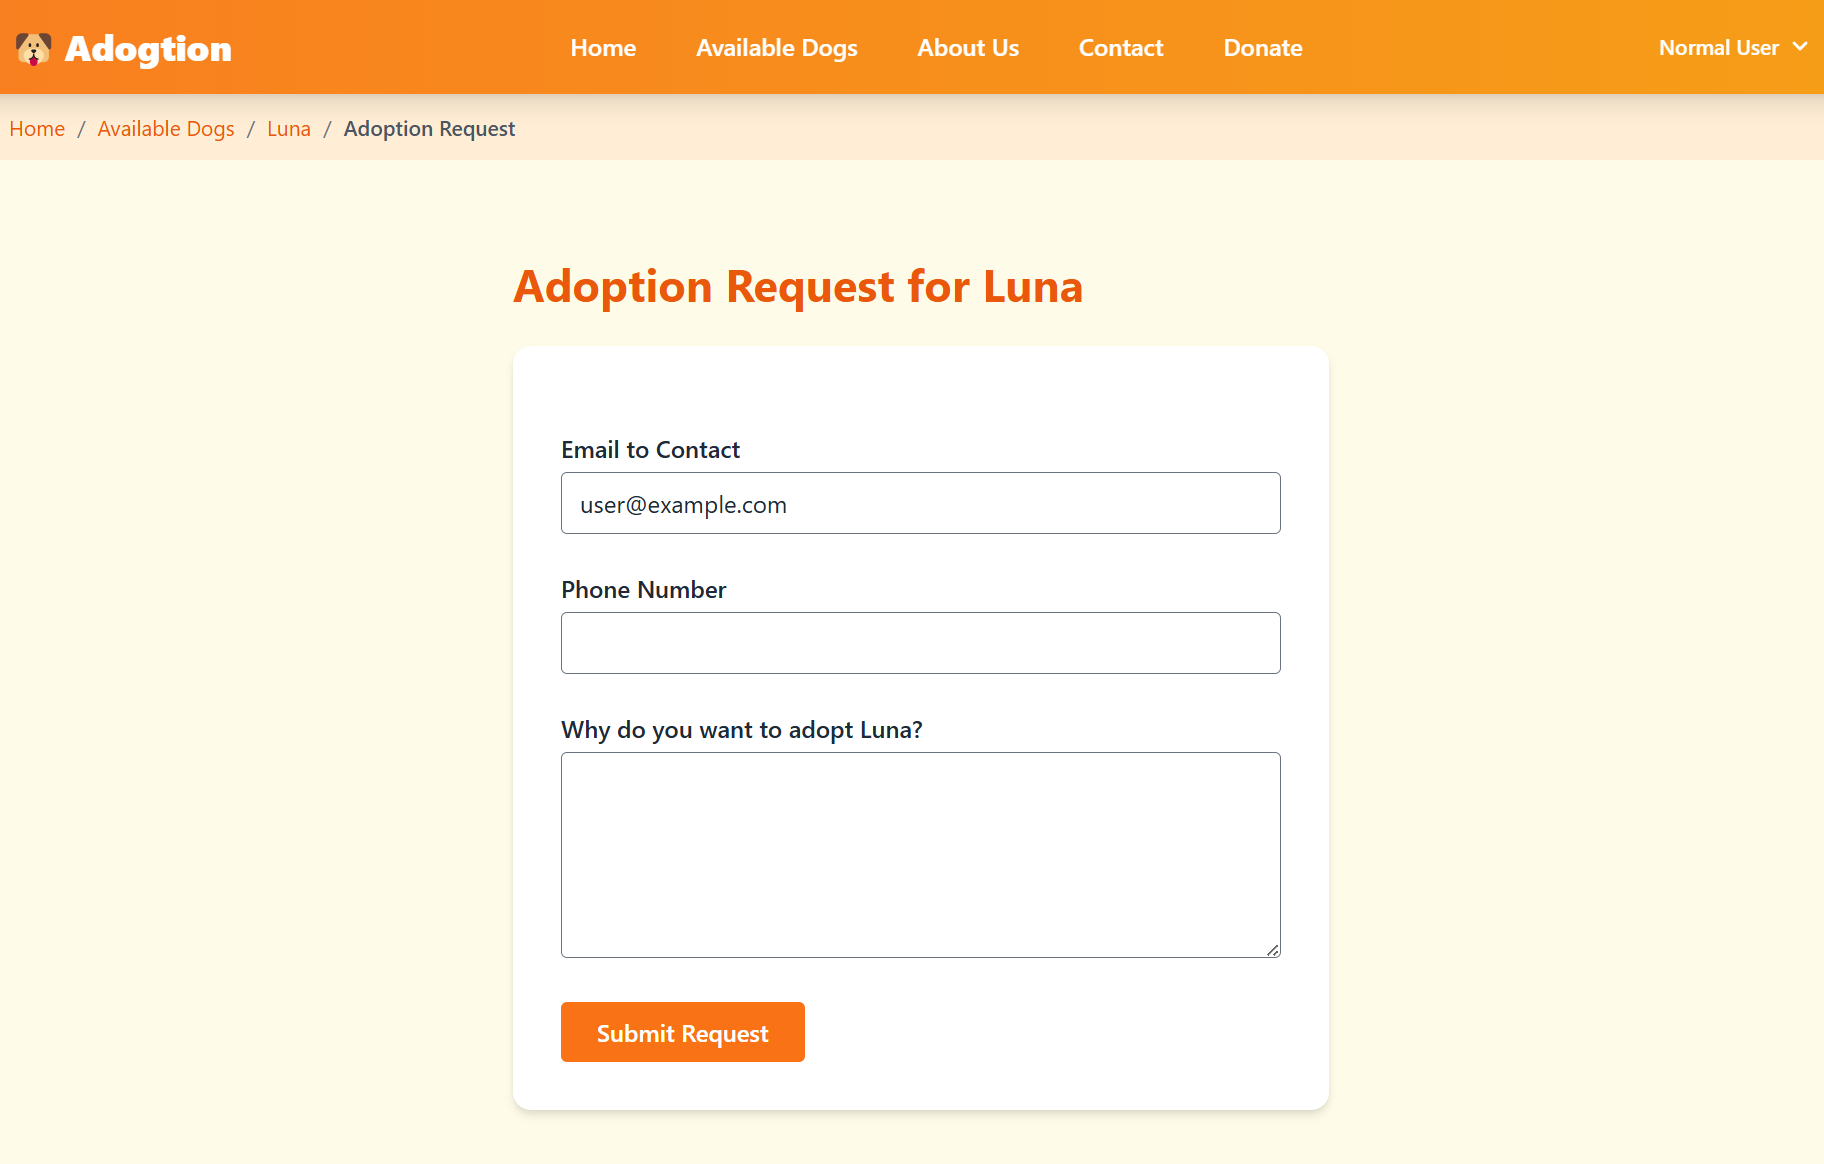 Adogtion
Home
Available Dogs
About Us
Contact
Donate
Normal User
Home / Available Dogs / Luna / Adoption Request
Adoption Request for Luna
Email to Contact
user@example.com
Phone Number
Why do you want to adopt Luna?
Submit Request